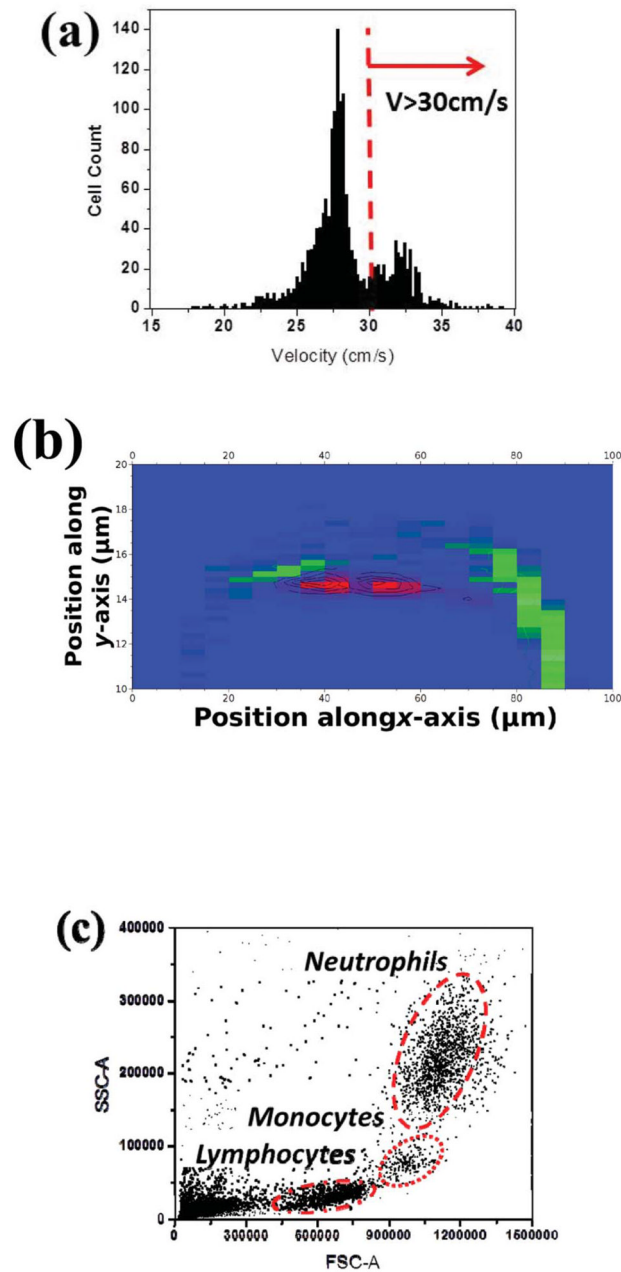 (a)
140
120
100
80
60
40
20
0
Cell Count
V>30cm/s
15 20 25 30 35 40
Velocity (cm/s)
(b)
0 20 40 60 80 100
20
18
16
14
12
10
Position along
y-axis (μm)
0 20 40 60 80 100
Position alongx-axis (μm)
(c)
400000
300000
200000
100000
0
SSC-A
Neutrophils
Monocytes
Lymphocytes
0 300000 600000 900000 1200000 1500000
FSC-A